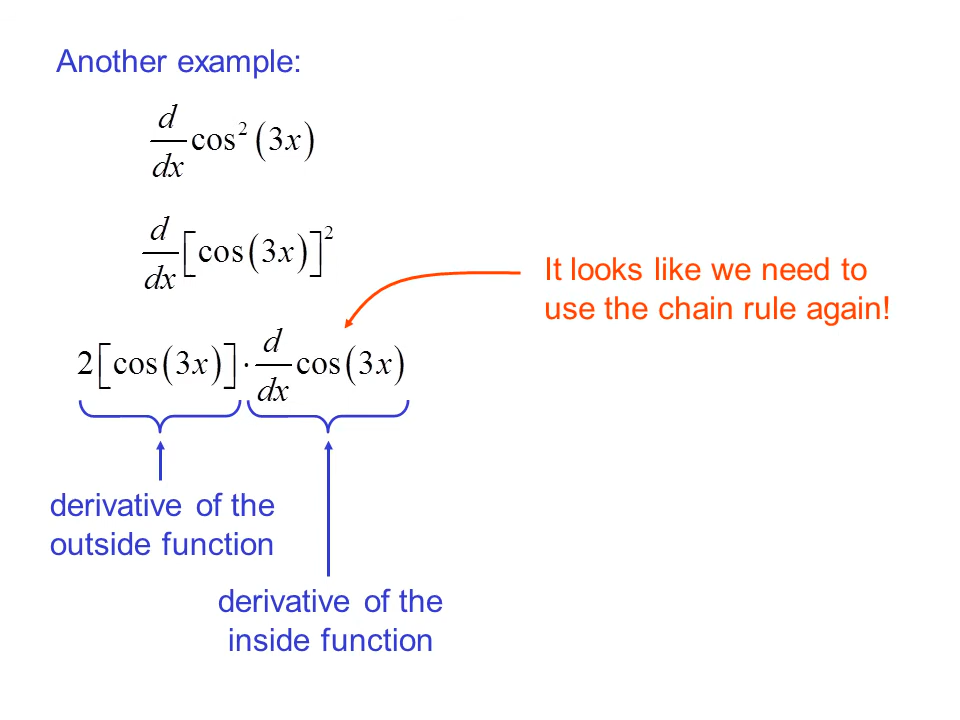 Another example:
d/dx cos²(3x)
d/dx [cos(3x)]²
It looks like we need to
use the chain rule again!
2[cos(3x)] · d/dx cos(3x)
derivative of the
outside function
derivative of the
inside function